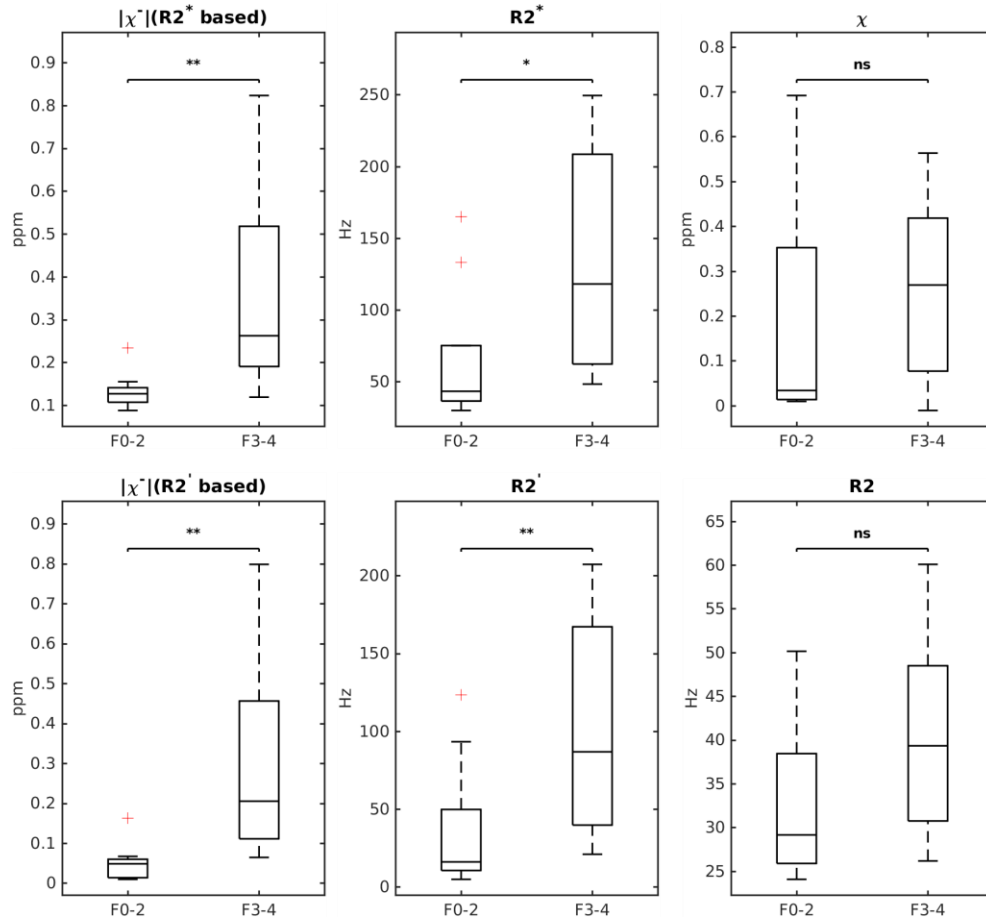 |χ⁻|(R2* based)
R2*
χ
0.9
0.8
0.7
0.6
0.5
0.4
0.3
0.2
0.1
ppm
**
F0-2
F3-4
250
200
150
100
50
Hz
*
F0-2
F3-4
0.8
0.7
0.6
0.5
0.4
0.3
0.2
0.1
0
ppm
ns
F0-2
F3-4
|χ⁻|(R2' based)
R2'
R2
0.9
0.8
0.7
0.6
0.5
0.4
0.3
0.2
0.1
0
ppm
**
F0-2
F3-4
200
150
100
50
0
Hz
**
F0-2
F3-4
65
60
55
50
45
40
35
30
25
Hz
ns
F0-2
F3-4